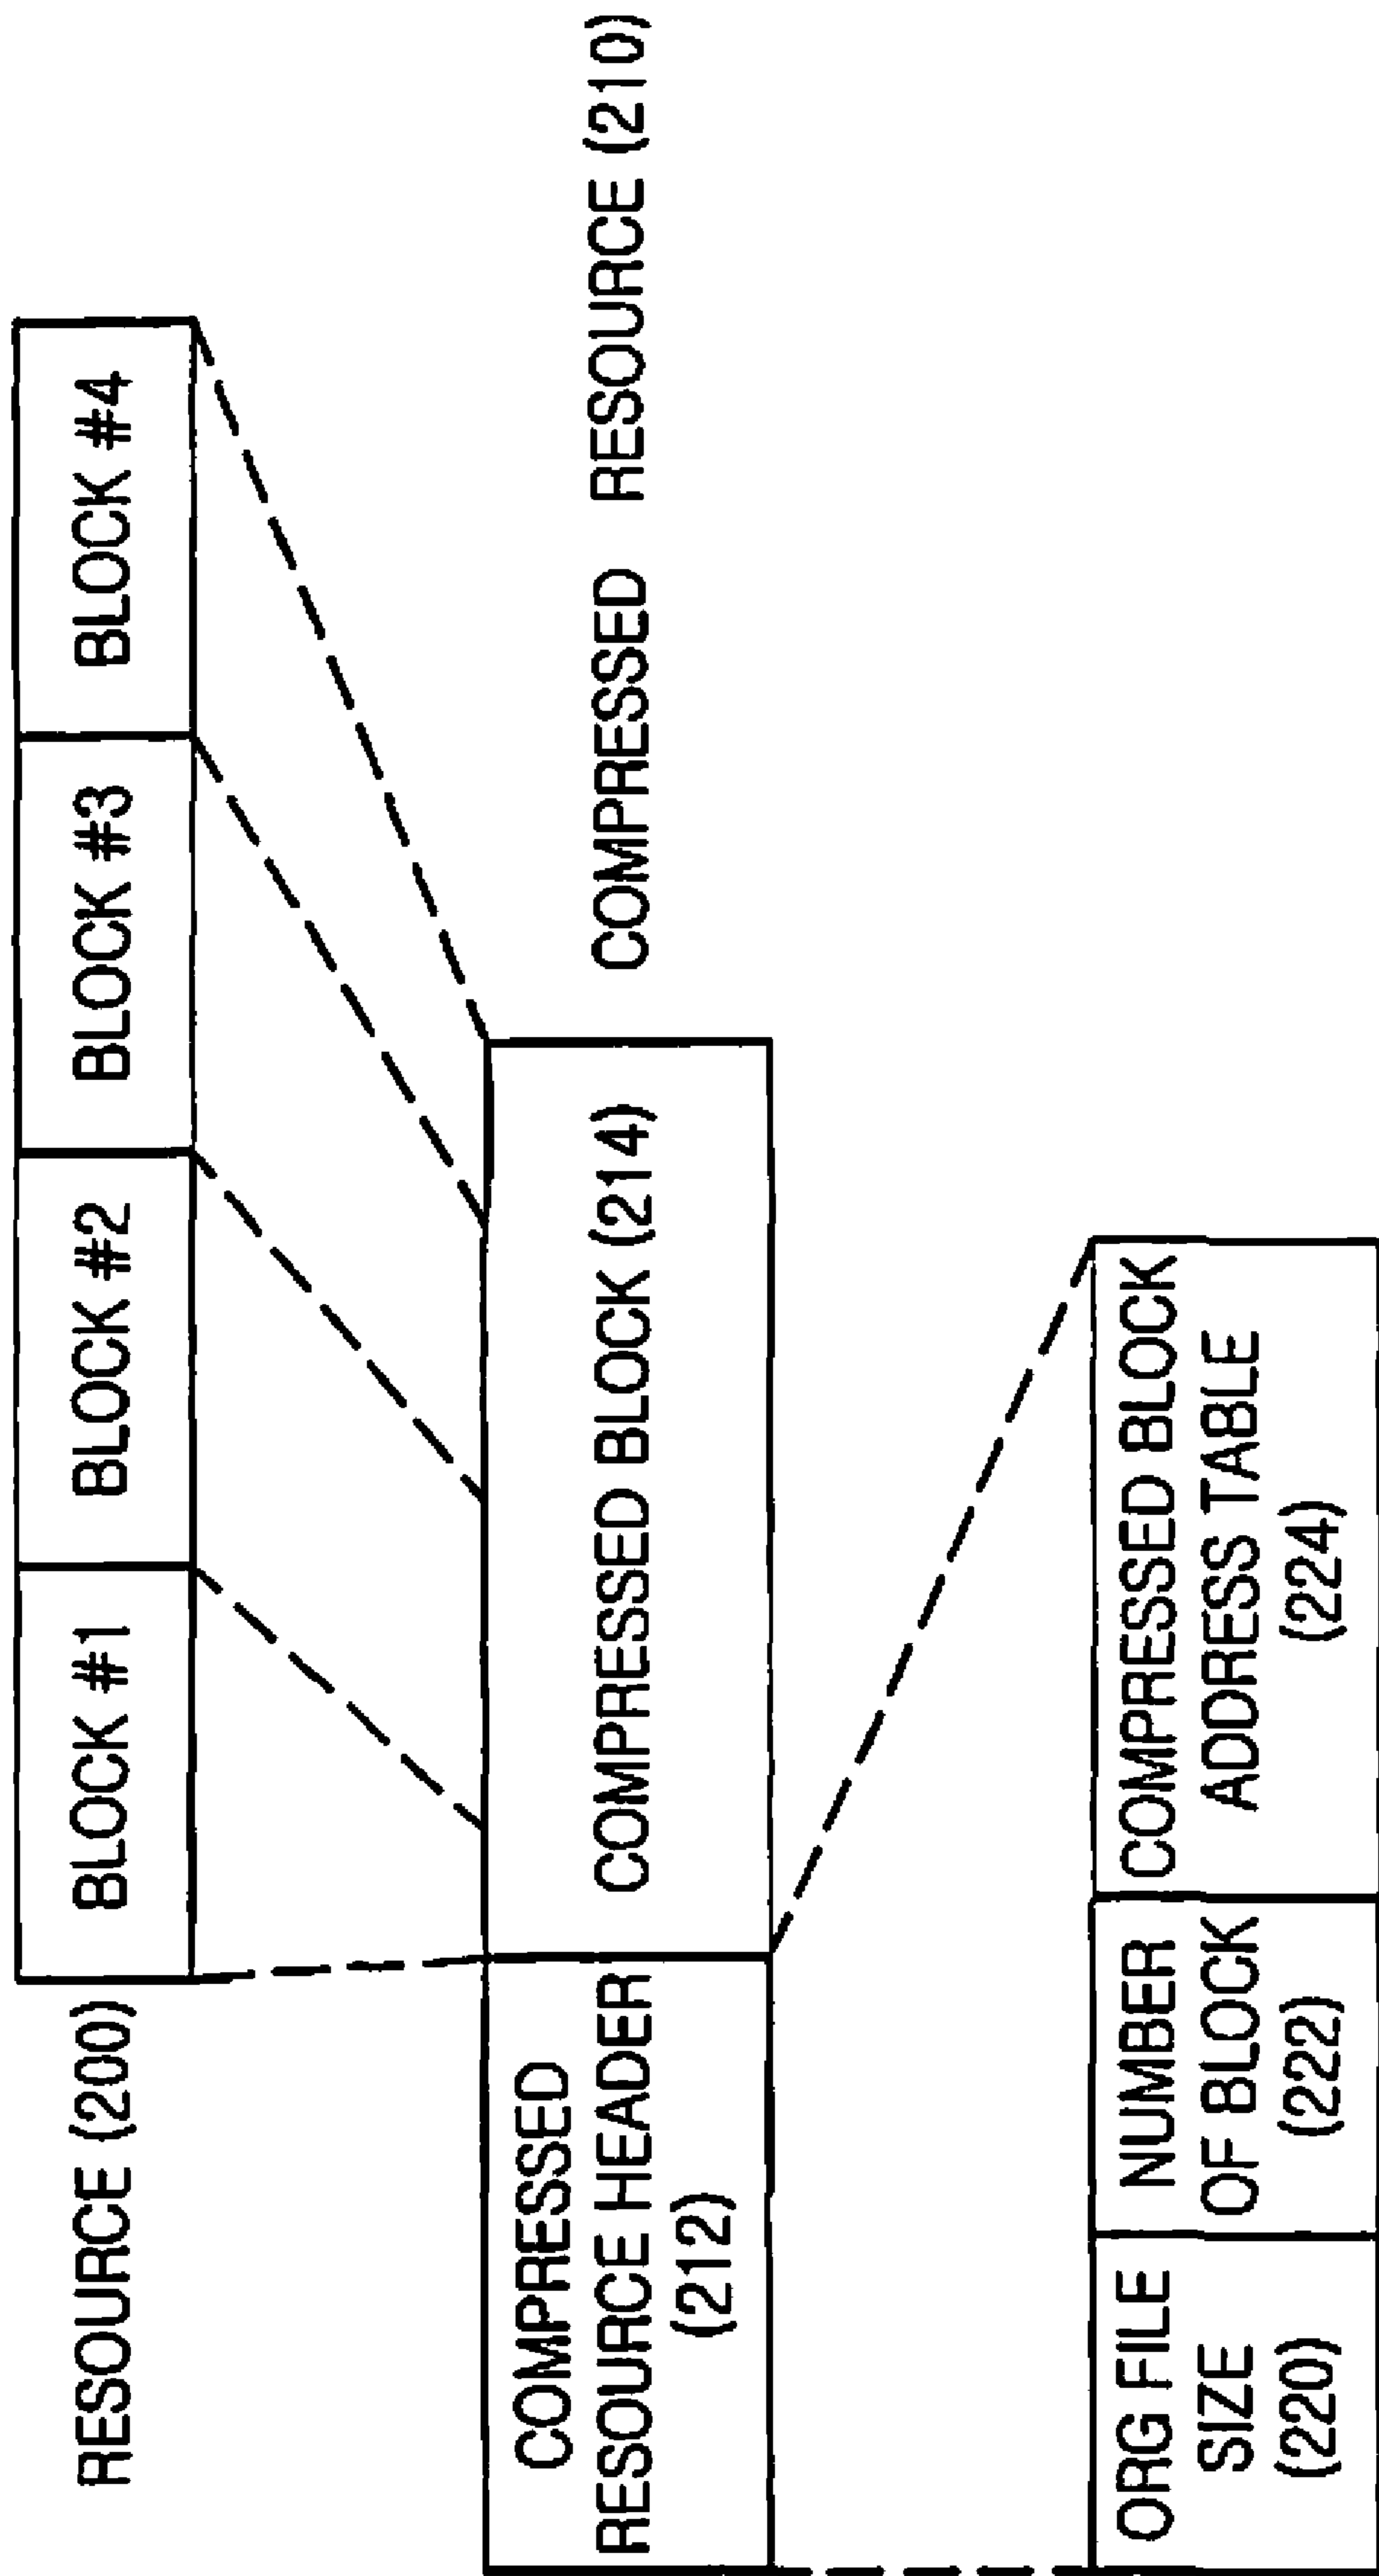 RESOURCE (200)
BLOCK #1
BLOCK #2
BLOCK #3
BLOCK #4
COMPRESSED
RESOURCE HEADER
(212)
COMPRESSED BLOCK (214)
COMPRESSED RESOURCE (210)
ORG FILE
SIZE
(220)
NUMBER
OF BLOCK
(222)
COMPRESSED BLOCK
ADDRESS TABLE
(224)